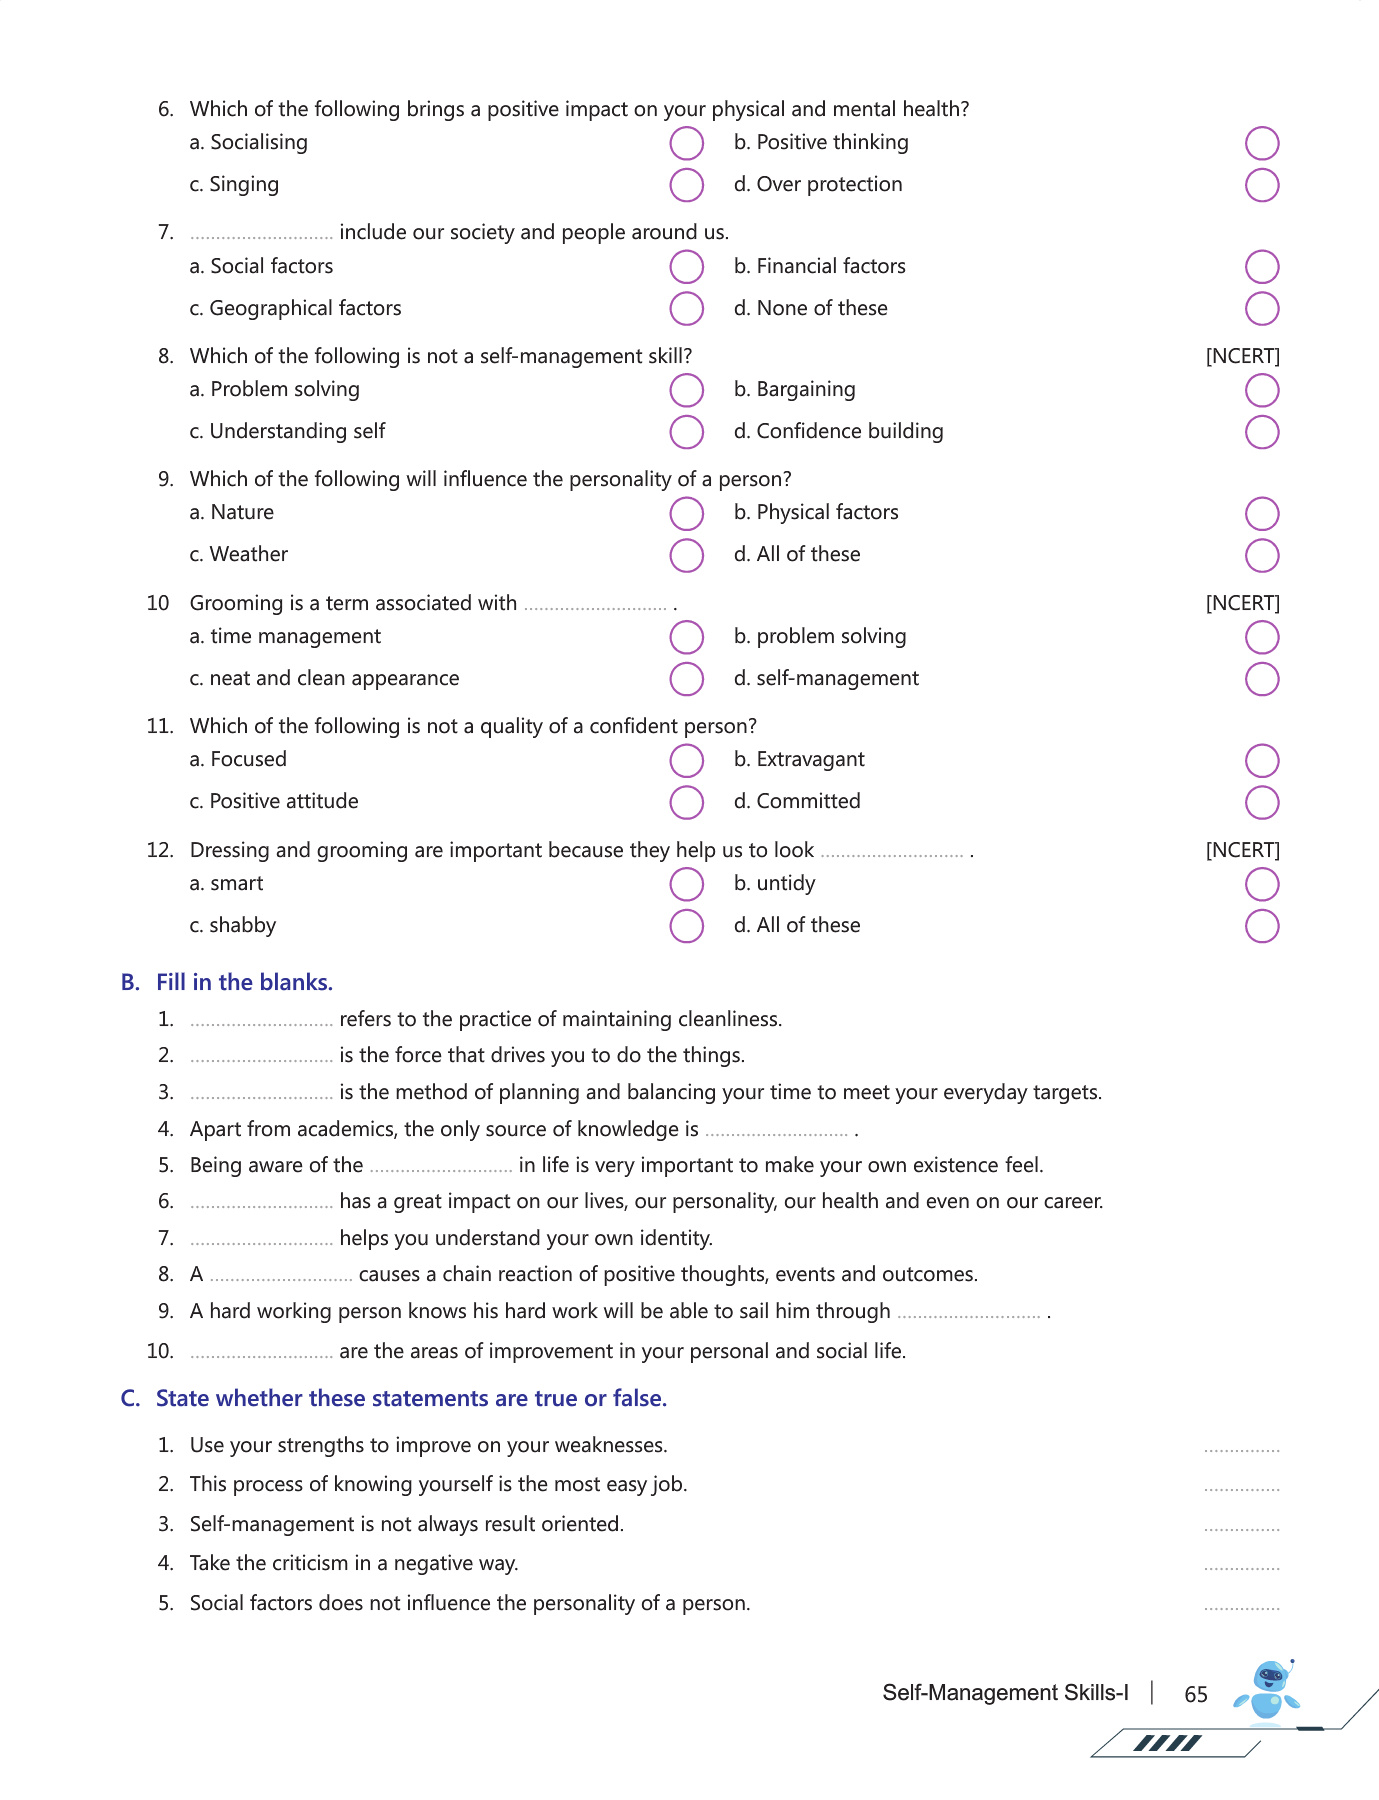 6. Which of the following brings a positive impact on your physical and mental health?
a. Socialising b. Positive thinking
c. Singing d. Over protection
7. ............................ include our society and people around us.
a. Social factors b. Financial factors
c. Geographical factors d. None of these
8. Which of the following is not a self-management skill? [NCERT]
a. Problem solving b. Bargaining
c. Understanding self d. Confidence building
9. Which of the following will influence the personality of a person?
a. Nature b. Physical factors
c. Weather d. All of these
10 Grooming is a term associated with ............................ . [NCERT]
a. time management b. problem solving
c. neat and clean appearance d. self-management
11. Which of the following is not a quality of a confident person?
a. Focused b. Extravagant
c. Positive attitude d. Committed
12. Dressing and grooming are important because they help us to look ............................ . [NCERT]
a. smart b. untidy
c. shabby d. All of these
B. Fill in the blanks.
1. ............................ refers to the practice of maintaining cleanliness.
2. ............................ is the force that drives you to do the things.
3. ............................ is the method of planning and balancing your time to meet your everyday targets.
4. Apart from academics, the only source of knowledge is ............................ .
5. Being aware of the ............................ in life is very important to make your own existence feel.
6. ............................ has a great impact on our lives, our personality, our health and even on our career.
7. ............................ helps you understand your own identity.
8. A ............................ causes a chain reaction of positive thoughts, events and outcomes.
9. A hard working person knows his hard work will be able to sail him through ............................ .
10. ............................ are the areas of improvement in your personal and social life.
C. State whether these statements are true or false.
1. Use your strengths to improve on your weaknesses. ...............
2. This process of knowing yourself is the most easy job. ...............
3. Self-management is not always result oriented. ...............
4. Take the criticism in a negative way. ...............
5. Social factors does not influence the personality of a person. ...............
Self-Management Skills-I | 65